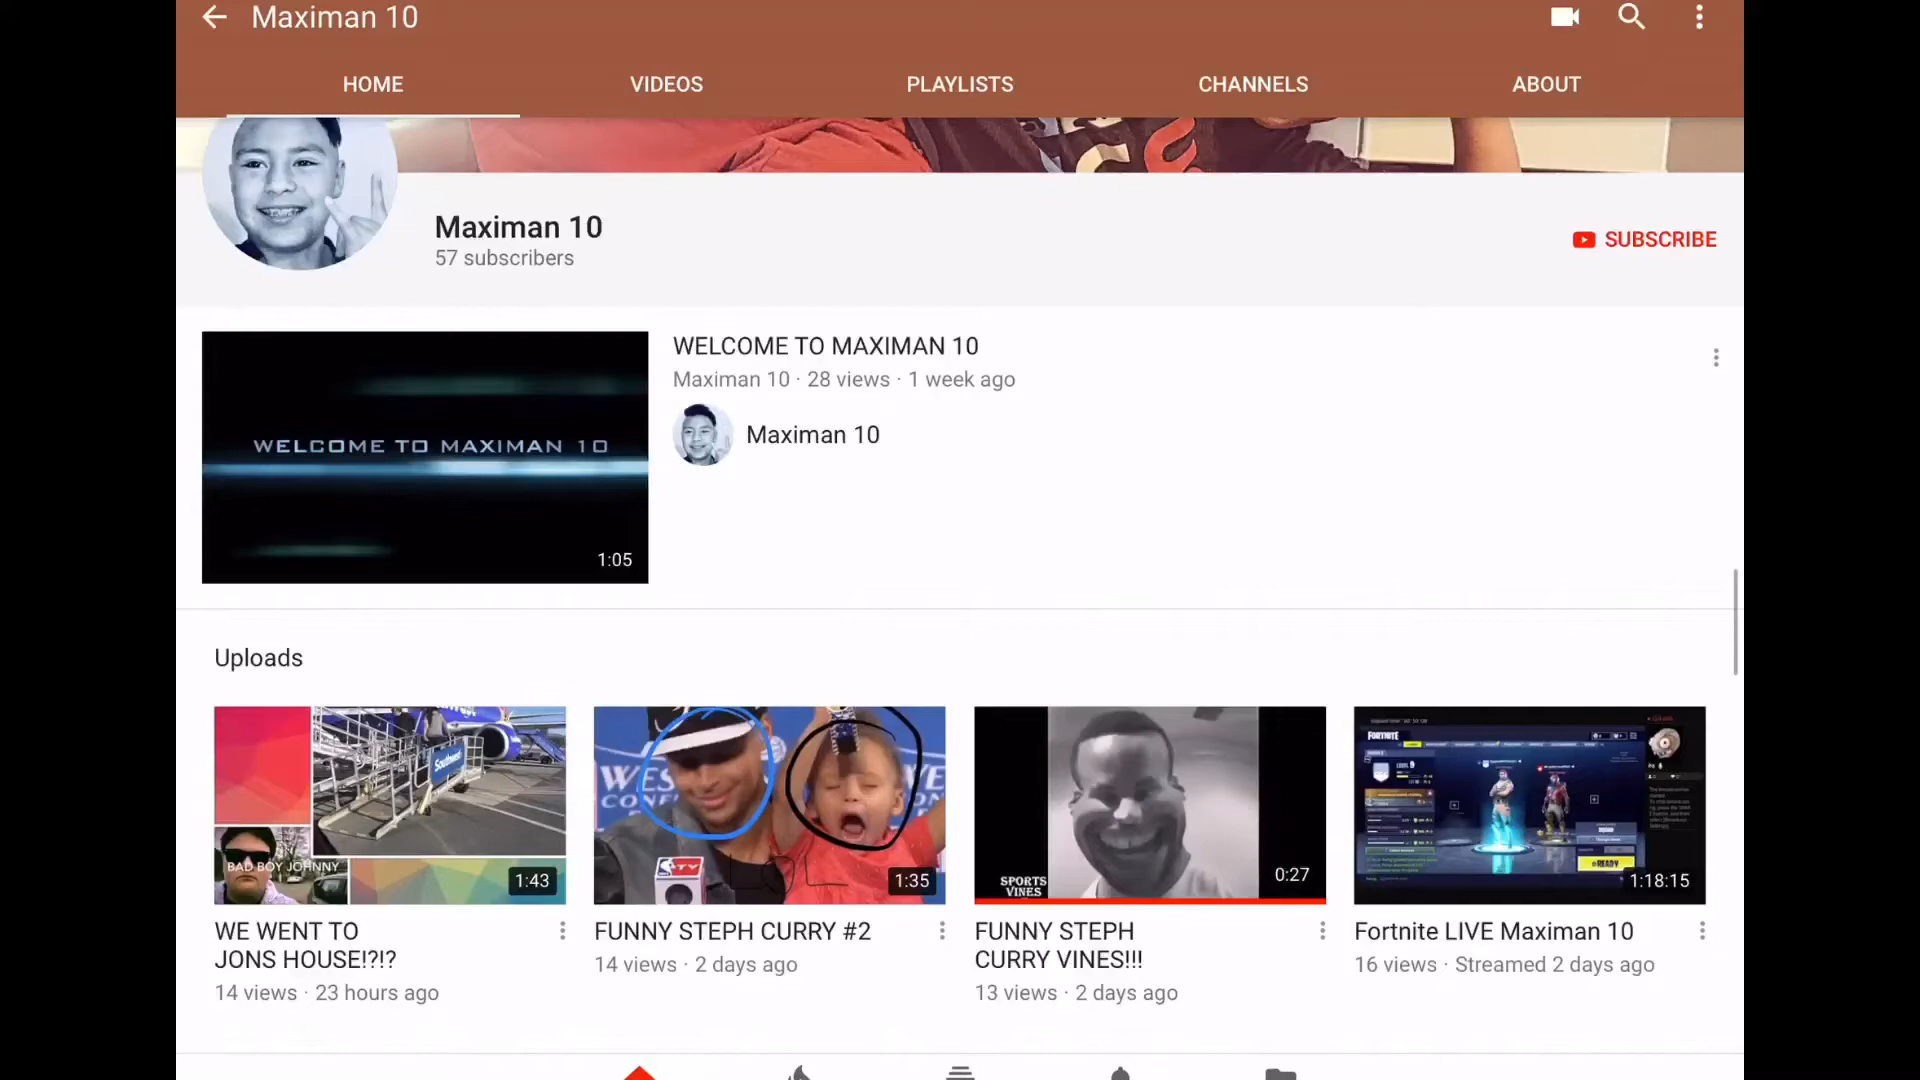 Maximan 10
HOME
VIDEOS
PLAYLISTS
CHANNELS
ABOUT
Maximan 10
57 subscribers
SUBSCRIBE
WELCOME TO MAXIMAN 10
1:05
WELCOME TO MAXIMAN 10
Maximan 10 · 28 views · 1 week ago
Maximan 10
Uploads
Southwest
BAD BOY JOHNNY
1:43
WE WENT TO
JONS HOUSE!?!?
14 views · 23 hours ago
LOL
1:35
FUNNY STEPH CURRY #2
14 views · 2 days ago
SPORTS
VINES
0:27
FUNNY STEPH
CURRY VINES!!!
13 views · 2 days ago
FORTNITE
READY
1:18:15
Fortnite LIVE Maximan 10
16 views · Streamed 2 days ago